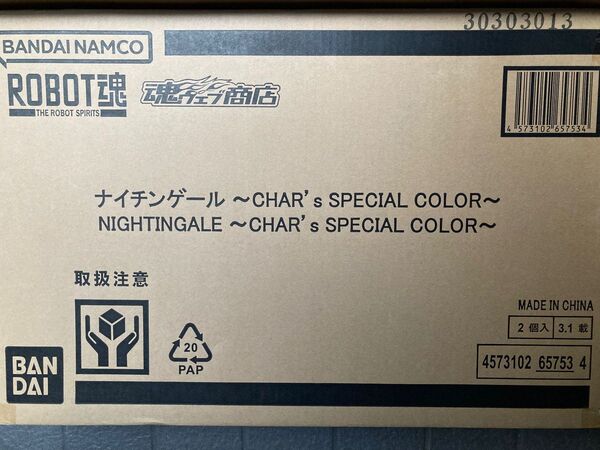 30303013
BANDAI NAMCO
ROBOT魂
THE ROBOT SPIRITS
魂ウェブ商店
4 573102 657534
ナイチンゲール ～CHAR's SPECIAL COLOR～
NIGHTINGALE ～CHAR's SPECIAL COLOR～
取扱注意
20
PAP
MADE IN CHINA
2 個入 3.1 載
4573102 65753 4
BAN
DAI